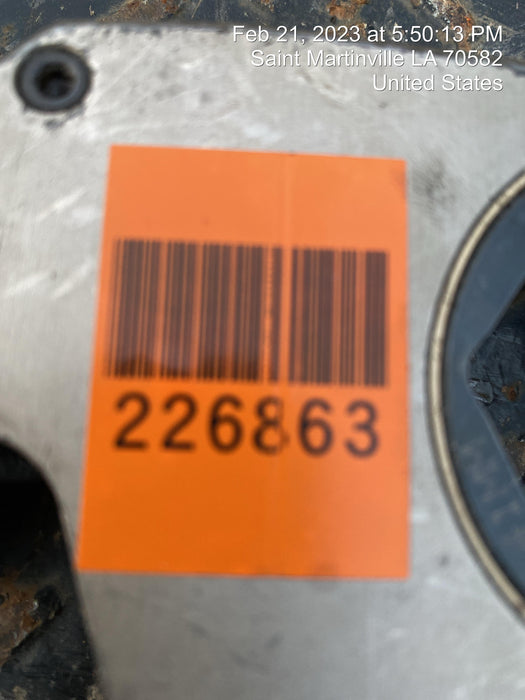 Feb 21, 2023 at 5:50:13 PM
Saint Martinville LA 70582
United States
226863